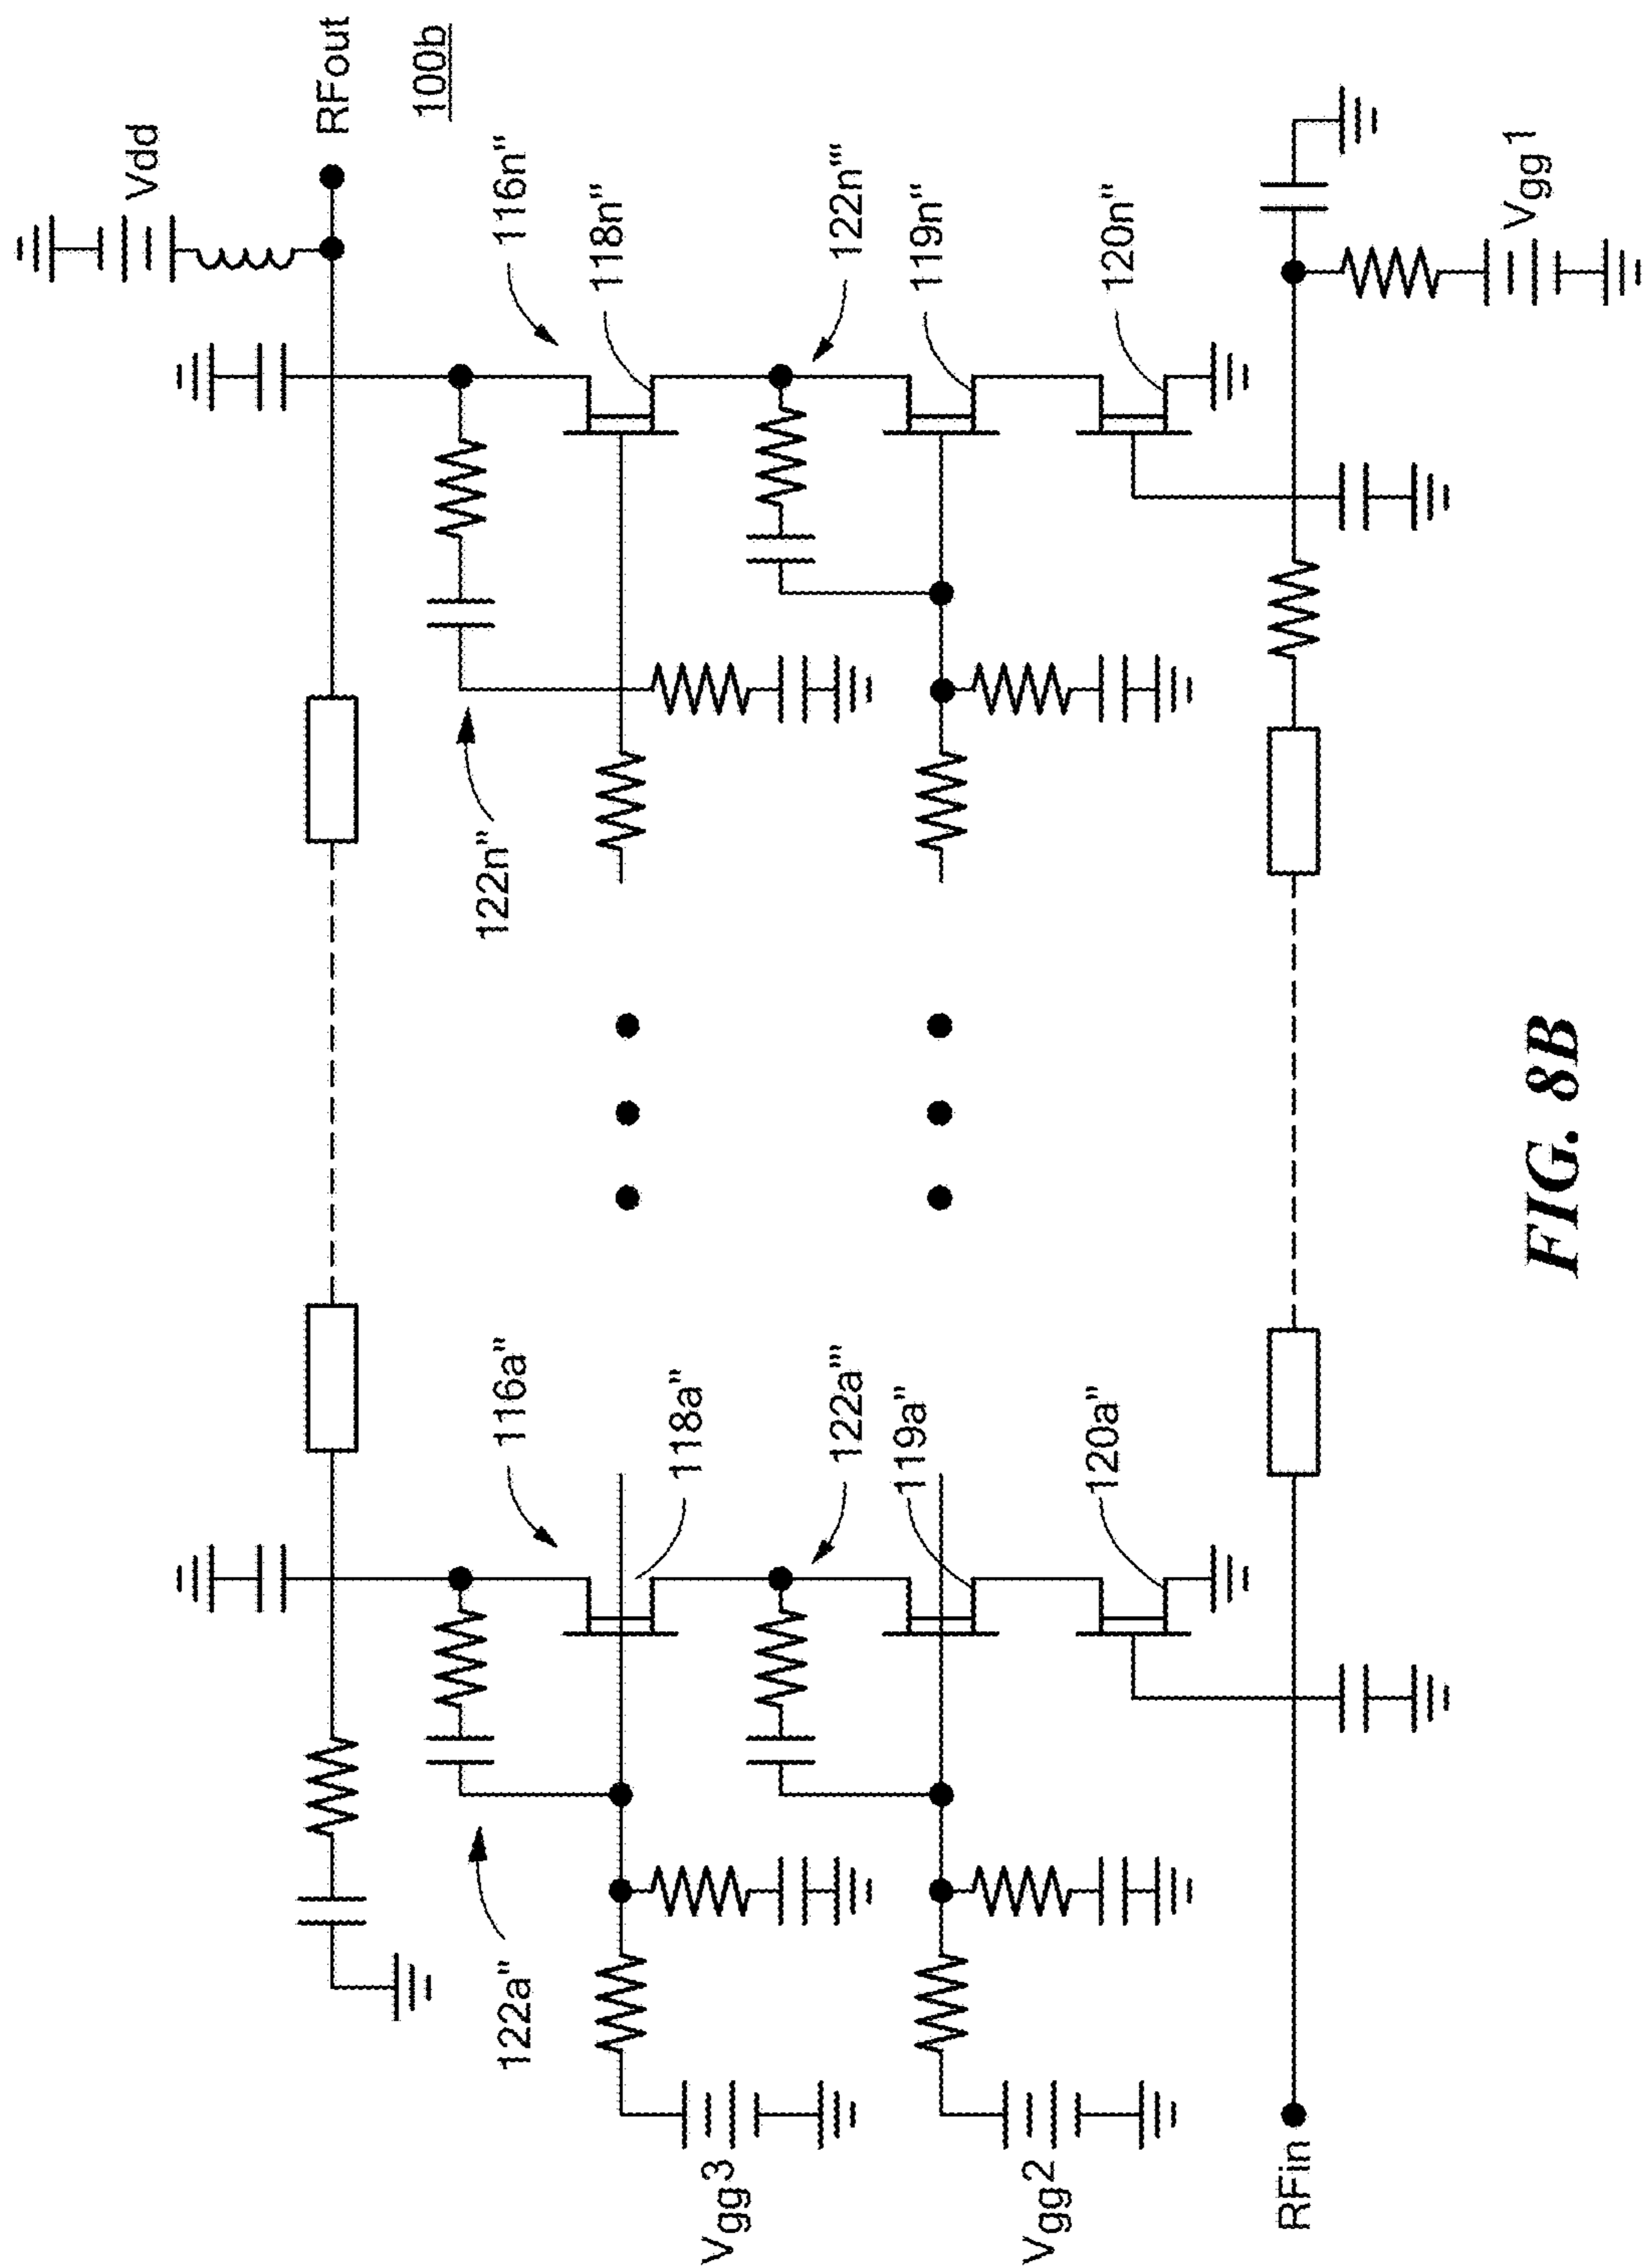 Vdd
RFout
100b
116a"
116n"
118a"
118n"
122a"
122n"
122a'''
122n'''
119a"
119n"
120a"
120n"
Vgg3
Vgg2
RFin
Vgg1
FIG. 8B